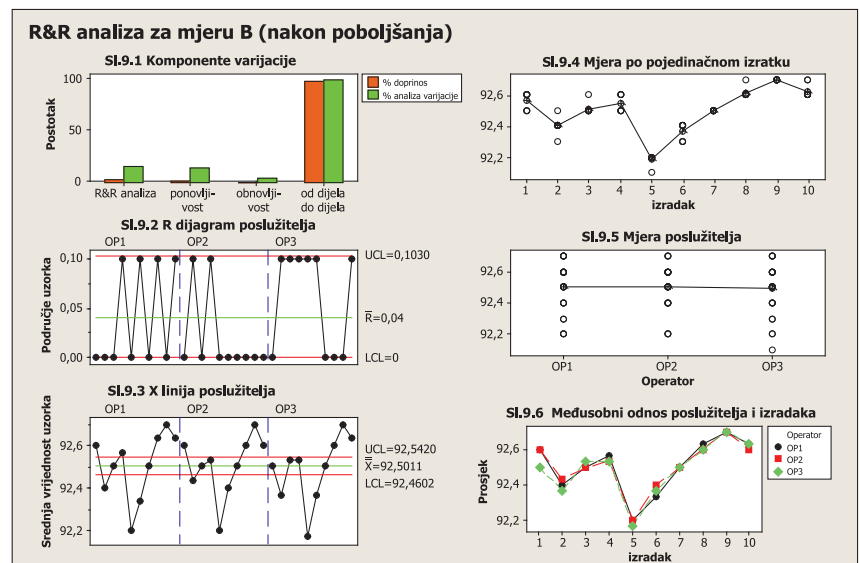 R&R analiza za mjeru B (nakon poboljšanja)
Sl.9.1 Komponente varijacije
Postotak
100
50
0
% doprinos
% analiza varijacije
R&R analiza
ponovlji-
vost
obnovlji-
vost
od dijela
do dijela
Sl.9.2 R dijagram poslužitelja
OP1 OP2 OP3
Područje uzorka
0,10
0,05
0,00
UCL=0,1030
R=0,04
LCL=0
Sl.9.3 X linija poslužitelja
OP1 OP2 OP3
Srednja vrijednost uzorka
92,6
92,4
92,2
UCL=92,5420
X=92,5011
LCL=92,4602
Sl.9.4 Mjera po pojedinačnom izratku
92,6
92,4
92,2
1 2 3 4 5 6 7 8 9 10
izradak
Sl.9.5 Mjera poslužitelja
92,6
92,4
92,2
OP1 OP2 OP3
Operator
Sl.9.6 Međusobni odnos poslužitelja i izradaka
Prosjek
92,6
92,4
92,2
1 2 3 4 5 6 7 8 9 10
izradak
Operator
OP1
OP2
OP3